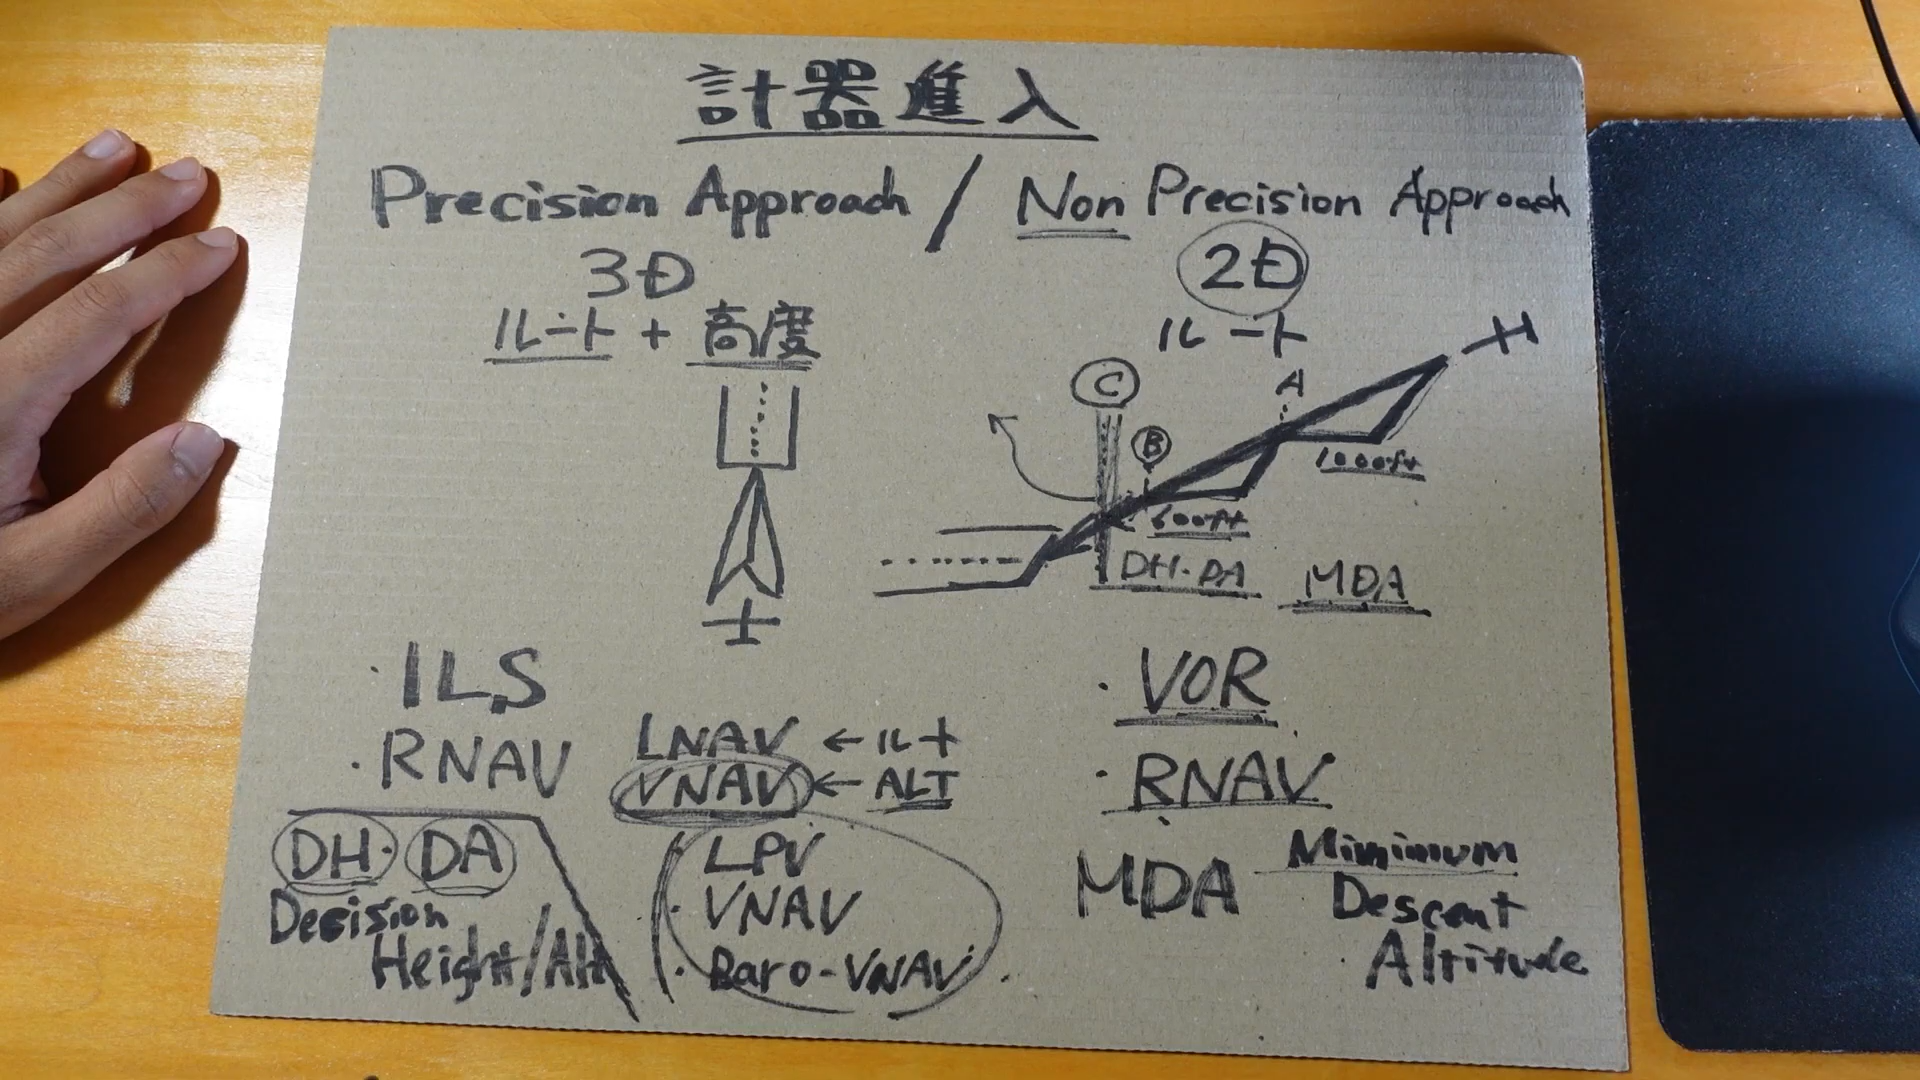 計器進入
Precision Approach / Non Precision Approach
3D
ルート + 高度
2D
ルート
C
A
B
1000ft
600ft
DH・DA
MDA
・ILS
・RNAV
LNAV ← ルート
VNAV ← ALT
DH・DA
Decision
Height/Alt
LPV
・VNAV
・Baro-VNAV
・VOR
・RNAV
MDA
Mimimum
Descent
Altitude